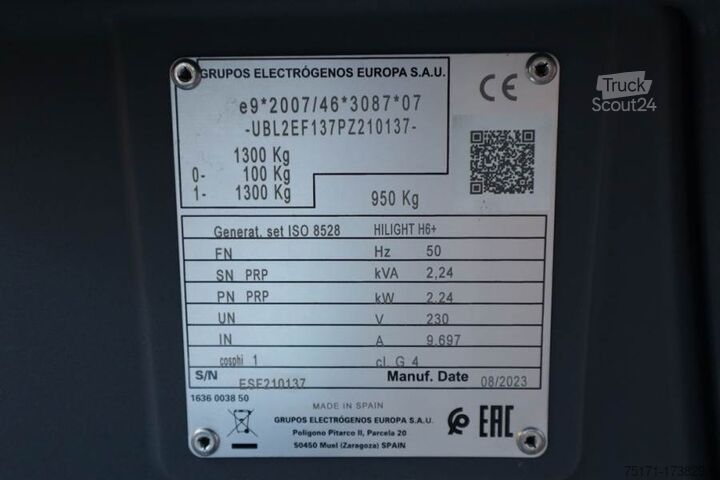 GRUPOS ELECTRÓGENOS EUROPA S.A.U.
e9*2007/46*3087*07
-UBL2EF137PZ210137-
1300 Kg
0- 100 Kg
1- 1300 Kg
950 Kg
CE
Truck
Scout24
Generat. set ISO 8528 HILIGHT H6+
FN Hz 50
SN PRP kVA 2,24
PN PRP kW 2.24
UN V 230
IN A 9.697
cosphi 1 cl. G 4
S/N ESF210137 Manuf. Date 08/2023
1636 0038 50
MADE IN SPAIN
GRUPOS ELECTRÓGENOS EUROPA S.A.U.
Polígono Pitarco II, Parcela 20
50450 Muel (Zaragoza) SPAIN
EAC